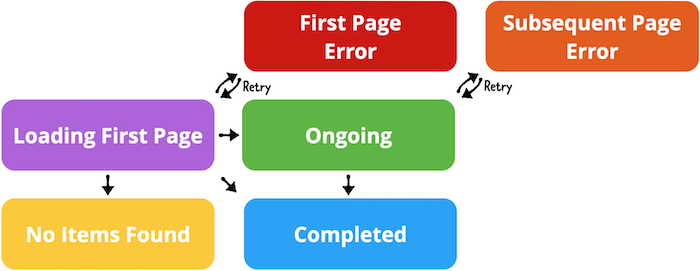 First Page
Error
Subsequent Page
Error
Retry
Retry
Loading First Page
Ongoing
No Items Found
Completed